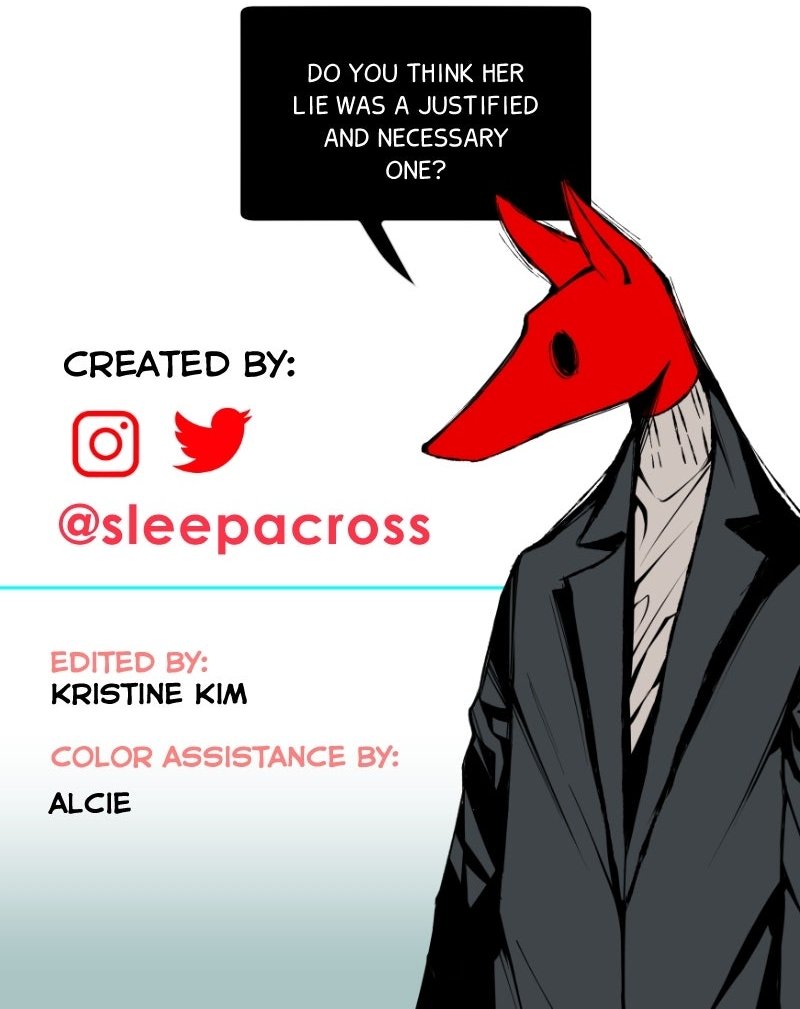 DO YOU THINK HER
LIE WAS A JUSTIFIED
AND NECESSARY
ONE?
CREATED BY:
@sleepacross
EDITED BY:
KRISTINE KIM
COLOR ASSISTANCE BY:
ALCIE